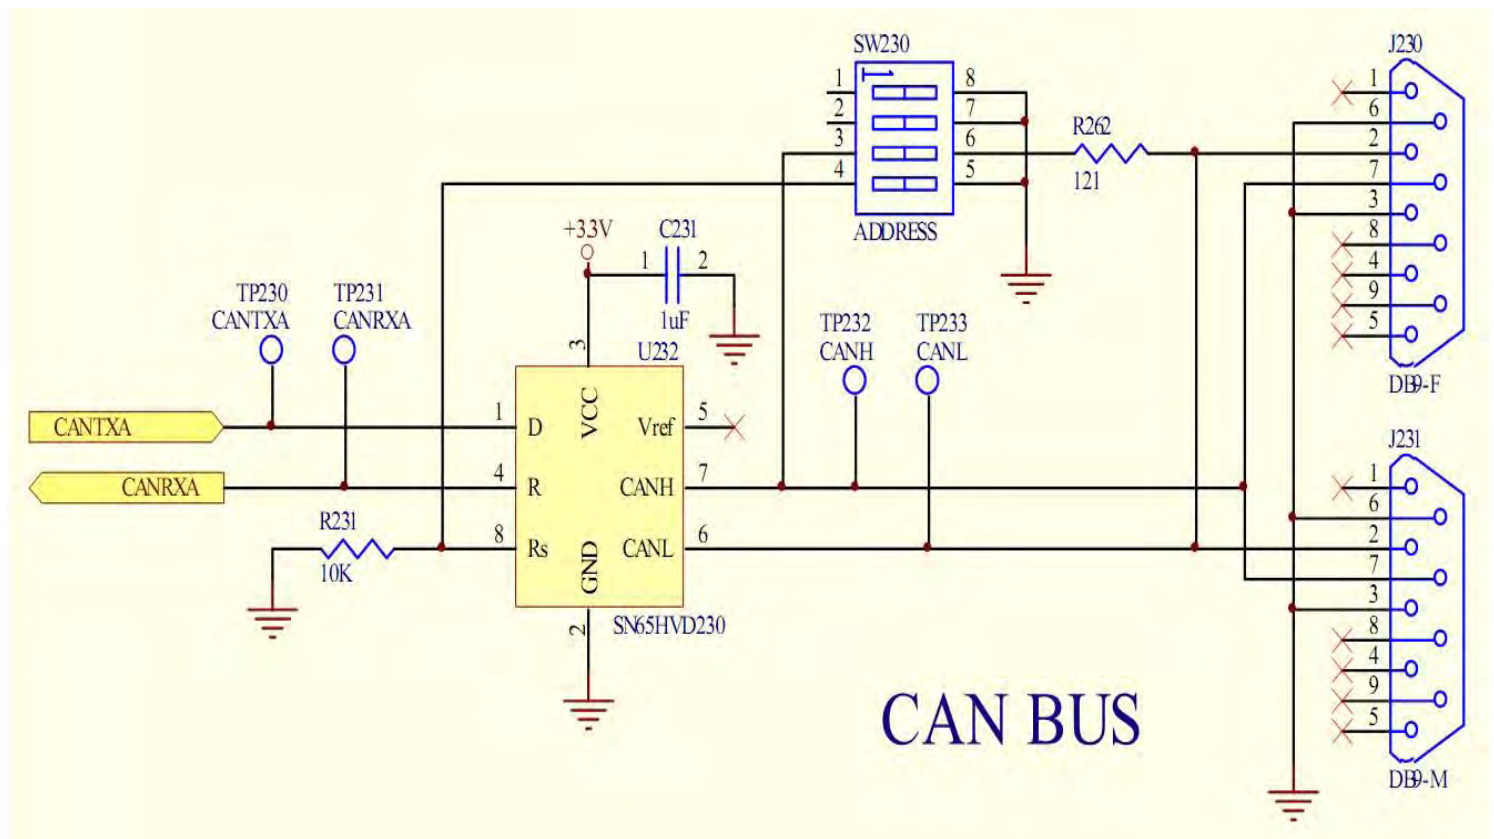 SW230
J230
1
1 8
1
2 7
6
3 6
R262
2
4 5
121
7
3
ADDRESS
+3.3V
C231
8
1 2
4
TP230
TP231
9
CANTXA
CANRXA
1uF
TP232
TP233
5
3
U232
CANH
CANL
DB9-F
VCC
CANTXA
1
D
Vref
5
J231
1
CANRXA
4
R
CANH
7
6
R231
8
Rs
CANL
6
2
10K
GND
7
2
SN65HVD230
3
8
4
CAN BUS
9
5
DB9-M